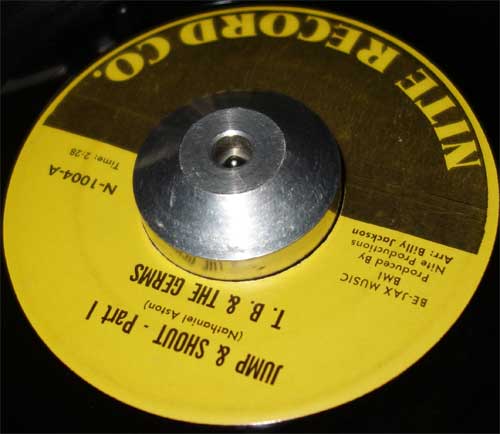 NITE RECORD CO.
BE-JAX MUSIC
BMI
Produced By
Nite Productions
Arr: Billy Jackson
N-1004-A
Time: 2:28
JUMP & SHOUT - Part I
(Nathaniel Aston)
T. B. & THE GERMS